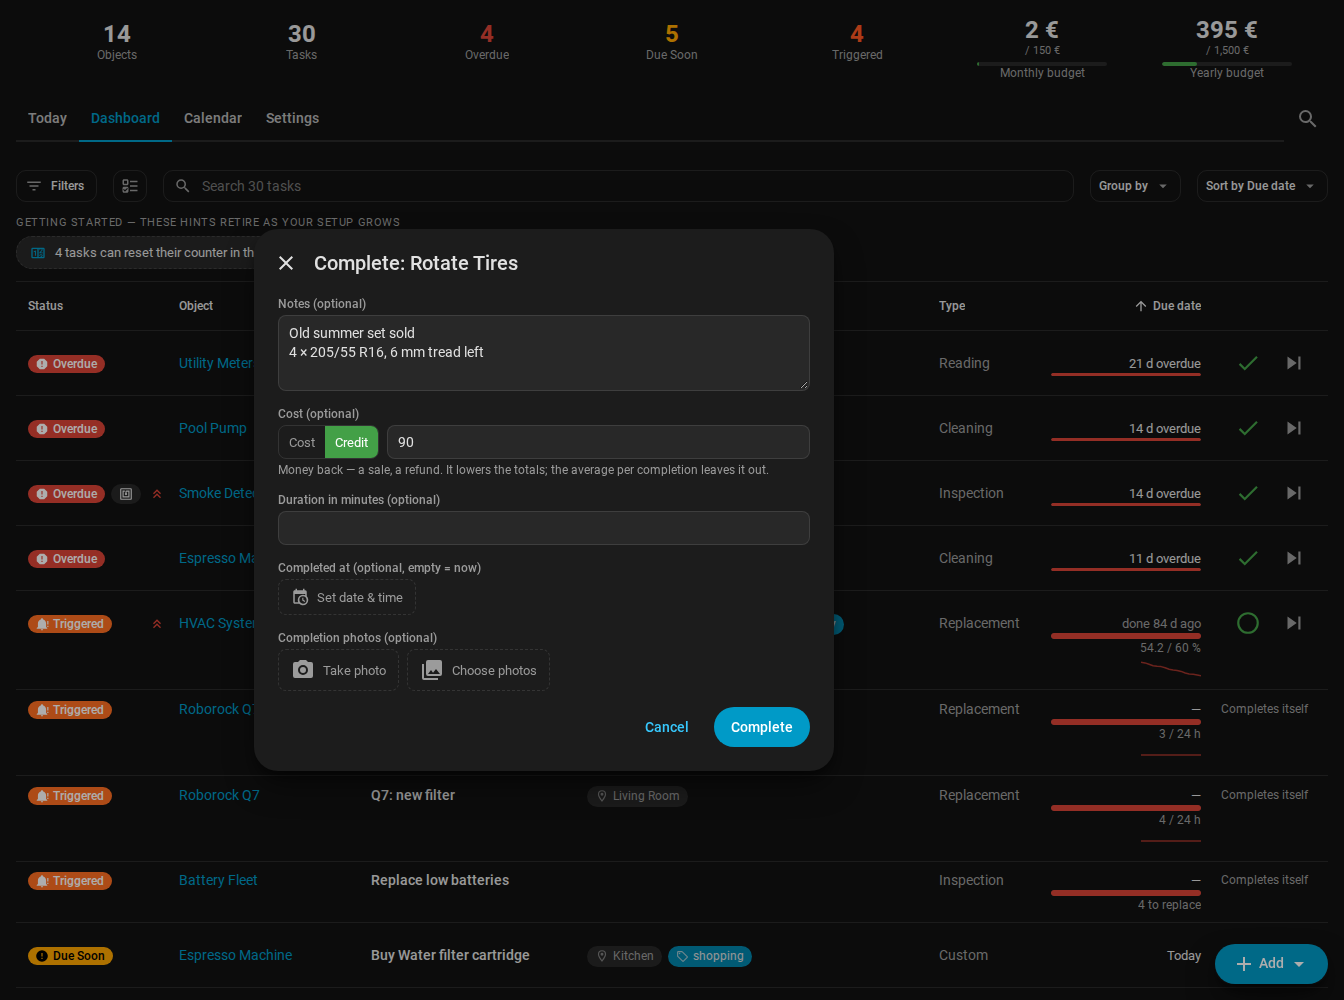 14
Objects
30
Tasks
4
Overdue
5
Due Soon
4
Triggered
2 €
/ 150 €
Monthly budget
395 €
/ 1,500 €
Yearly budget
Today
Dashboard
Calendar
Settings
Filters
Search 30 tasks
Group by
Sort by Due date
GETTING STARTED — THESE HINTS RETIRE AS YOUR SETUP GROWS
4 tasks can reset their counter in th
Complete: Rotate Tires
Notes (optional)
Old summer set sold
4 × 205/55 R16, 6 mm tread left
Cost (optional)
Cost
Credit
90
Money back — a sale, a refund. It lowers the totals; the average per completion leaves it out.
Duration in minutes (optional)
Completed at (optional, empty = now)
Set date & time
Completion photos (optional)
Take photo
Choose photos
Cancel
Complete
Status
Object
Type
Due date
Overdue
Utility Meter
Reading
21 d overdue
Overdue
Pool Pump
Cleaning
14 d overdue
Overdue
Smoke Dete
Inspection
14 d overdue
Overdue
Espresso Ma
Cleaning
11 d overdue
Triggered
HVAC System
Replacement
done 84 d ago
54.2 / 60 %
Triggered
Roborock Q7
Replacement
—
Completes itself
3 / 24 h
Triggered
Roborock Q7
Q7: new filter
Living Room
Replacement
—
Completes itself
4 / 24 h
Triggered
Battery Fleet
Replace low batteries
Inspection
—
Completes itself
4 to replace
Due Soon
Espresso Machine
Buy Water filter cartridge
Kitchen
shopping
Custom
Today
Add